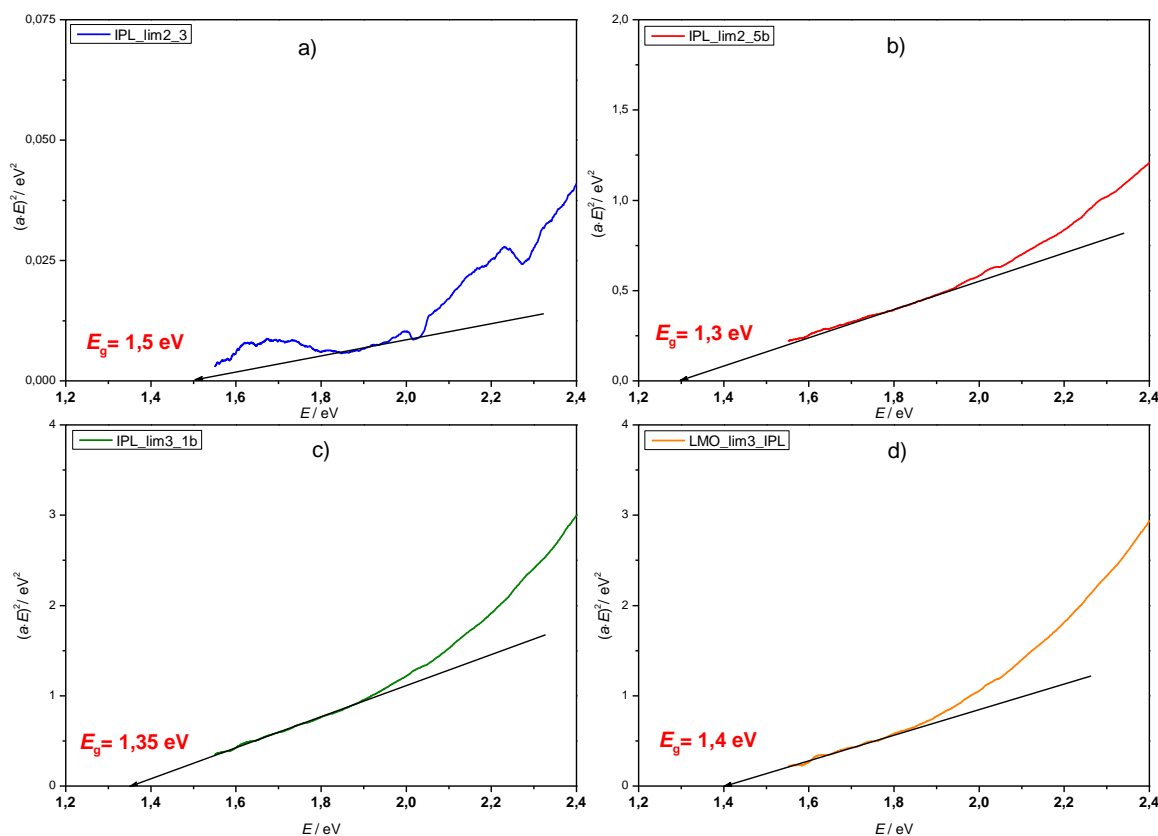 IPL_lim2_3
a)
0,075
0,050
0,025
0,000
(a·E)²/ eV²
E_g= 1,5 eV
1,2 1,4 1,6 1,8 2,0 2,2 2,4
E / eV
IPL_lim2_5b
b)
2,0
1,5
1,0
0,5
0,0
(a·E)²/ eV²
E_g= 1,3 eV
1,2 1,4 1,6 1,8 2,0 2,2 2,4
E / eV
IPL_lim3_1b
c)
4
3
2
1
0
(a·E)²/ eV²
E_g= 1,35 eV
1,2 1,4 1,6 1,8 2,0 2,2 2,4
E / eV
LMO_lim3_IPL
d)
4
3
2
1
0
(a·E)²/ eV²
E_g= 1,4 eV
1,2 1,4 1,6 1,8 2,0 2,2 2,4
E / eV